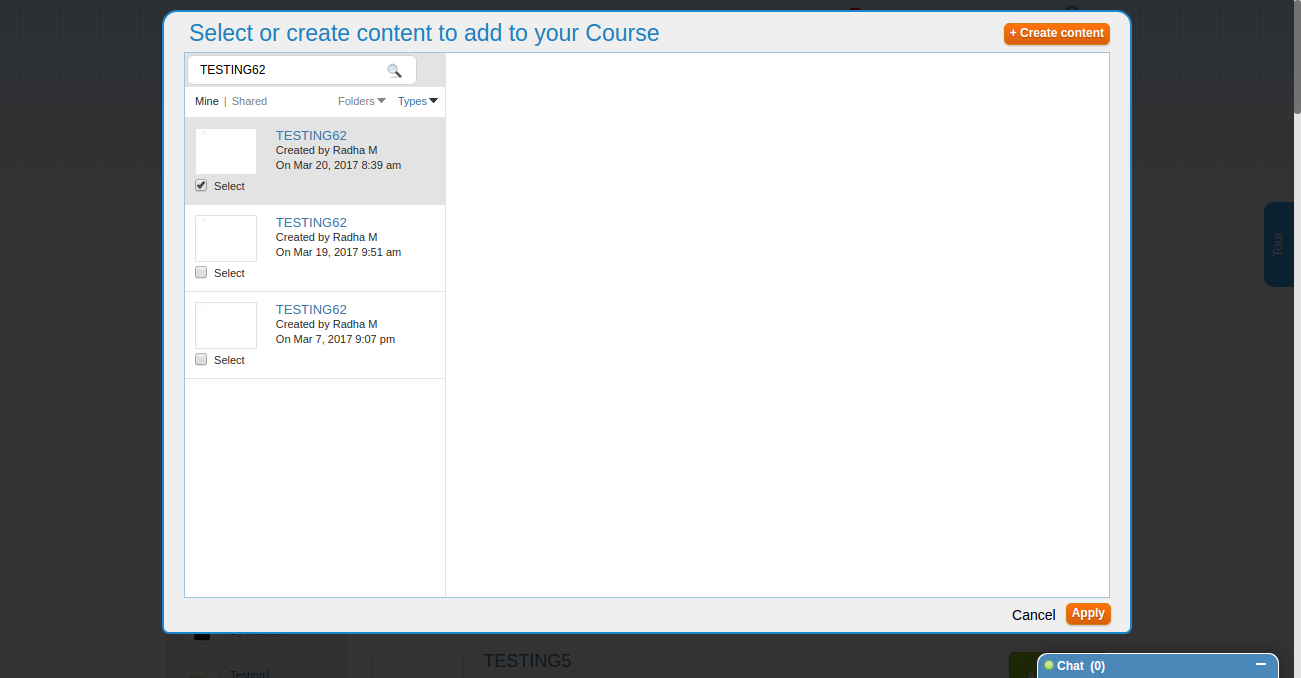 Select or create content to add to your Course
+ Create content
TESTING62
Mine | Shared
Folders
Types
TESTING62
Created by Radha M
On Mar 20, 2017 8:39 am
Select
TESTING62
Created by Radha M
On Mar 19, 2017 9:51 am
Select
TESTING62
Created by Radha M
On Mar 7, 2017 9:07 pm
Select
Tour
Cancel
Apply
TESTING5
Testing1
Chat (0)